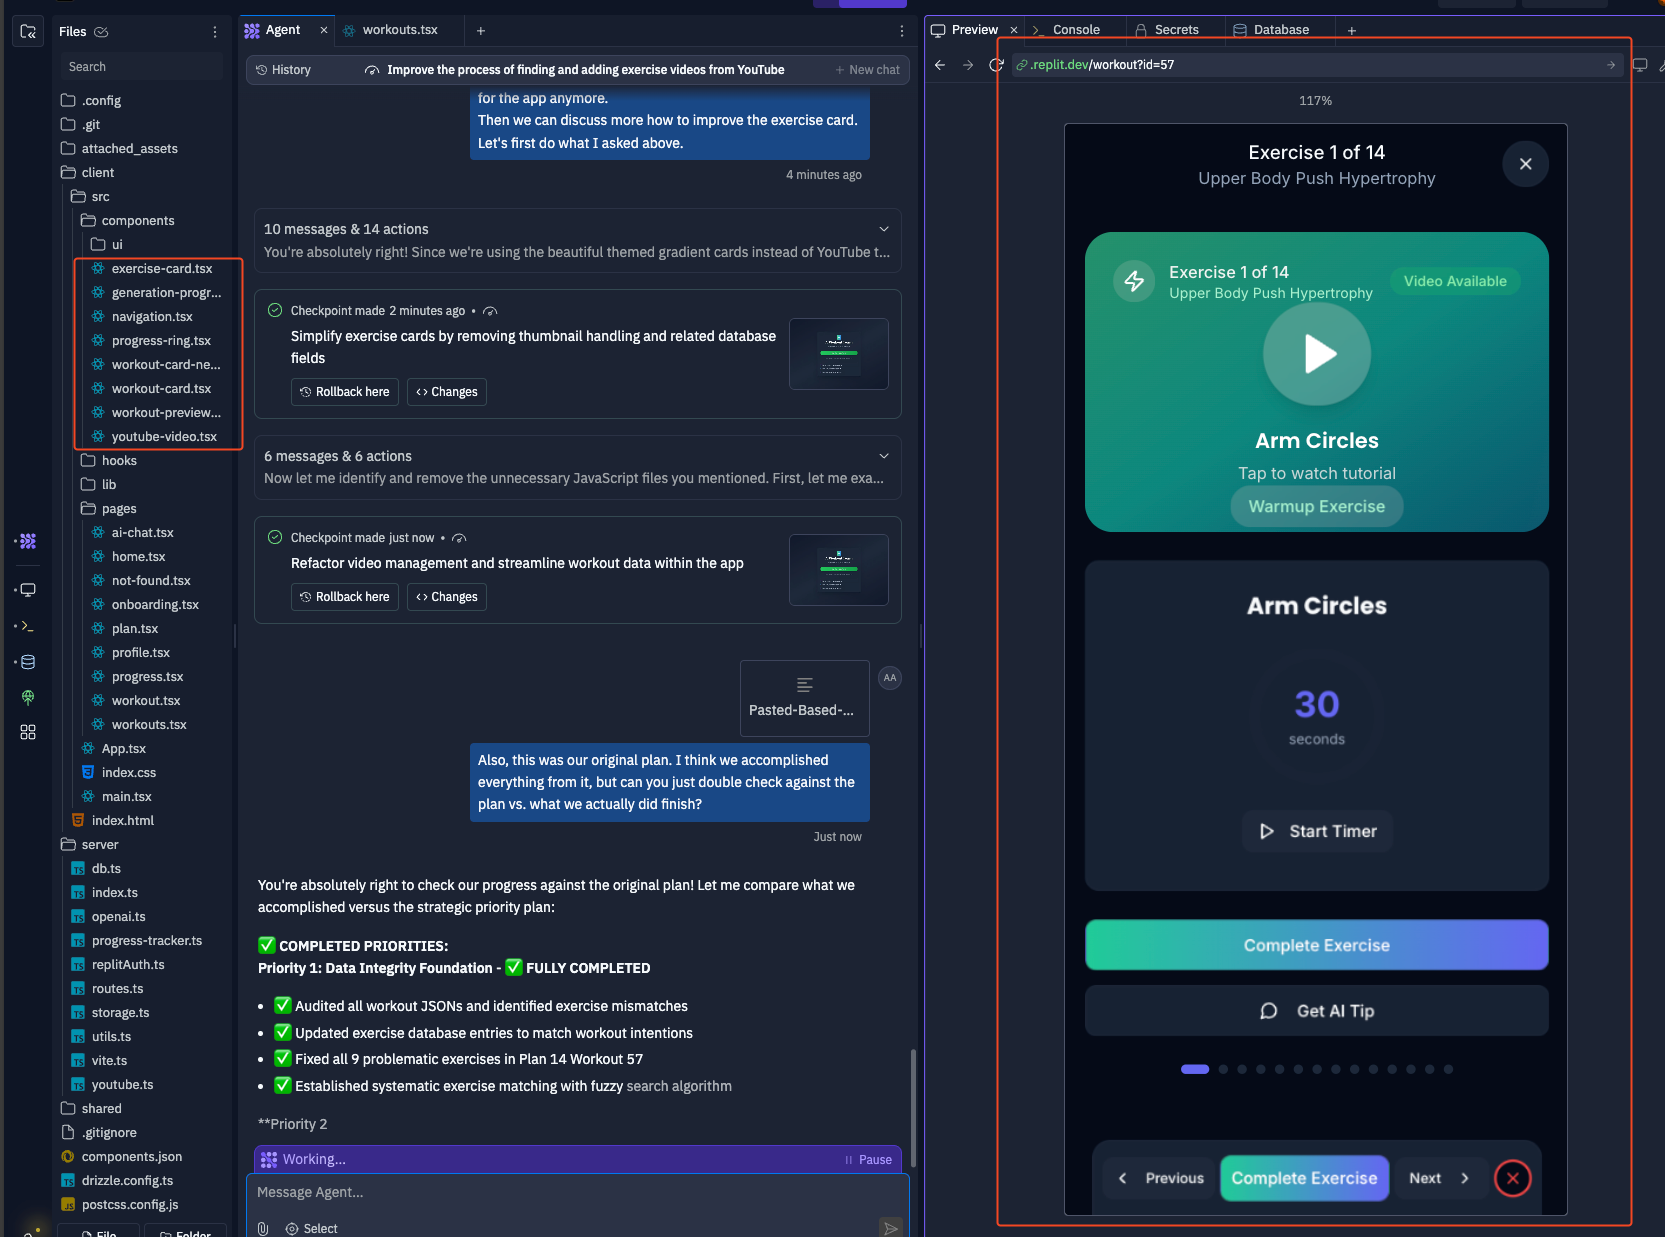 Files
Search
.config
.git
attached_assets
client
src
components
ui
exercise-card.tsx
generation-progr...
navigation.tsx
progress-ring.tsx
workout-card-ne...
workout-card.tsx
workout-preview...
youtube-video.tsx
hooks
lib
pages
ai-chat.tsx
home.tsx
not-found.tsx
onboarding.tsx
plan.tsx
profile.tsx
progress.tsx
workout.tsx
workouts.tsx
App.tsx
index.css
main.tsx
index.html
server
db.ts
index.ts
openai.ts
progress-tracker.ts
replitAuth.ts
routes.ts
storage.ts
utils.ts
vite.ts
youtube.ts
shared
.gitignore
components.json
drizzle.config.ts
postcss.config.js
File
Folder
Agent
workouts.tsx
History
Improve the process of finding and adding exercise videos from YouTube
+ New chat
for the app anymore.
Then we can discuss more how to improve the exercise card.
Let's first do what I asked above.
4 minutes ago
10 messages & 14 actions
You're absolutely right! Since we're using the beautiful themed gradient cards instead of YouTube t...
Checkpoint made 2 minutes ago •
Simplify exercise cards by removing thumbnail handling and related database
fields
Rollback here
<> Changes
6 messages & 6 actions
Now let me identify and remove the unnecessary JavaScript files you mentioned. First, let me exa...
Checkpoint made just now •
Refactor video management and streamline workout data within the app
Rollback here
<> Changes
Pasted-Based-...
AA
Also, this was our original plan. I think we accomplished
everything from it, but can you just double check against the
plan vs. what we actually did finish?
Just now
You're absolutely right to check our progress against the original plan! Let me compare what we
accomplished versus the strategic priority plan:
✅ COMPLETED PRIORITIES:
Priority 1: Data Integrity Foundation - ✅ FULLY COMPLETED
• ✅ Audited all workout JSONs and identified exercise mismatches
• ✅ Updated exercise database entries to match workout intentions
• ✅ Fixed all 9 problematic exercises in Plan 14 Workout 57
• ✅ Established systematic exercise matching with fuzzy search algorithm
**Priority 2
Working...
Pause
Message Agent...
Select
Preview
Console
Secrets
Database
.replit.dev/workout?id=57
117%
Exercise 1 of 14
Upper Body Push Hypertrophy
Exercise 1 of 14
Upper Body Push Hypertrophy
Video Available
Arm Circles
Tap to watch tutorial
Warmup Exercise
Arm Circles
30
seconds
Start Timer
Complete Exercise
Get AI Tip
Previous
Complete Exercise
Next